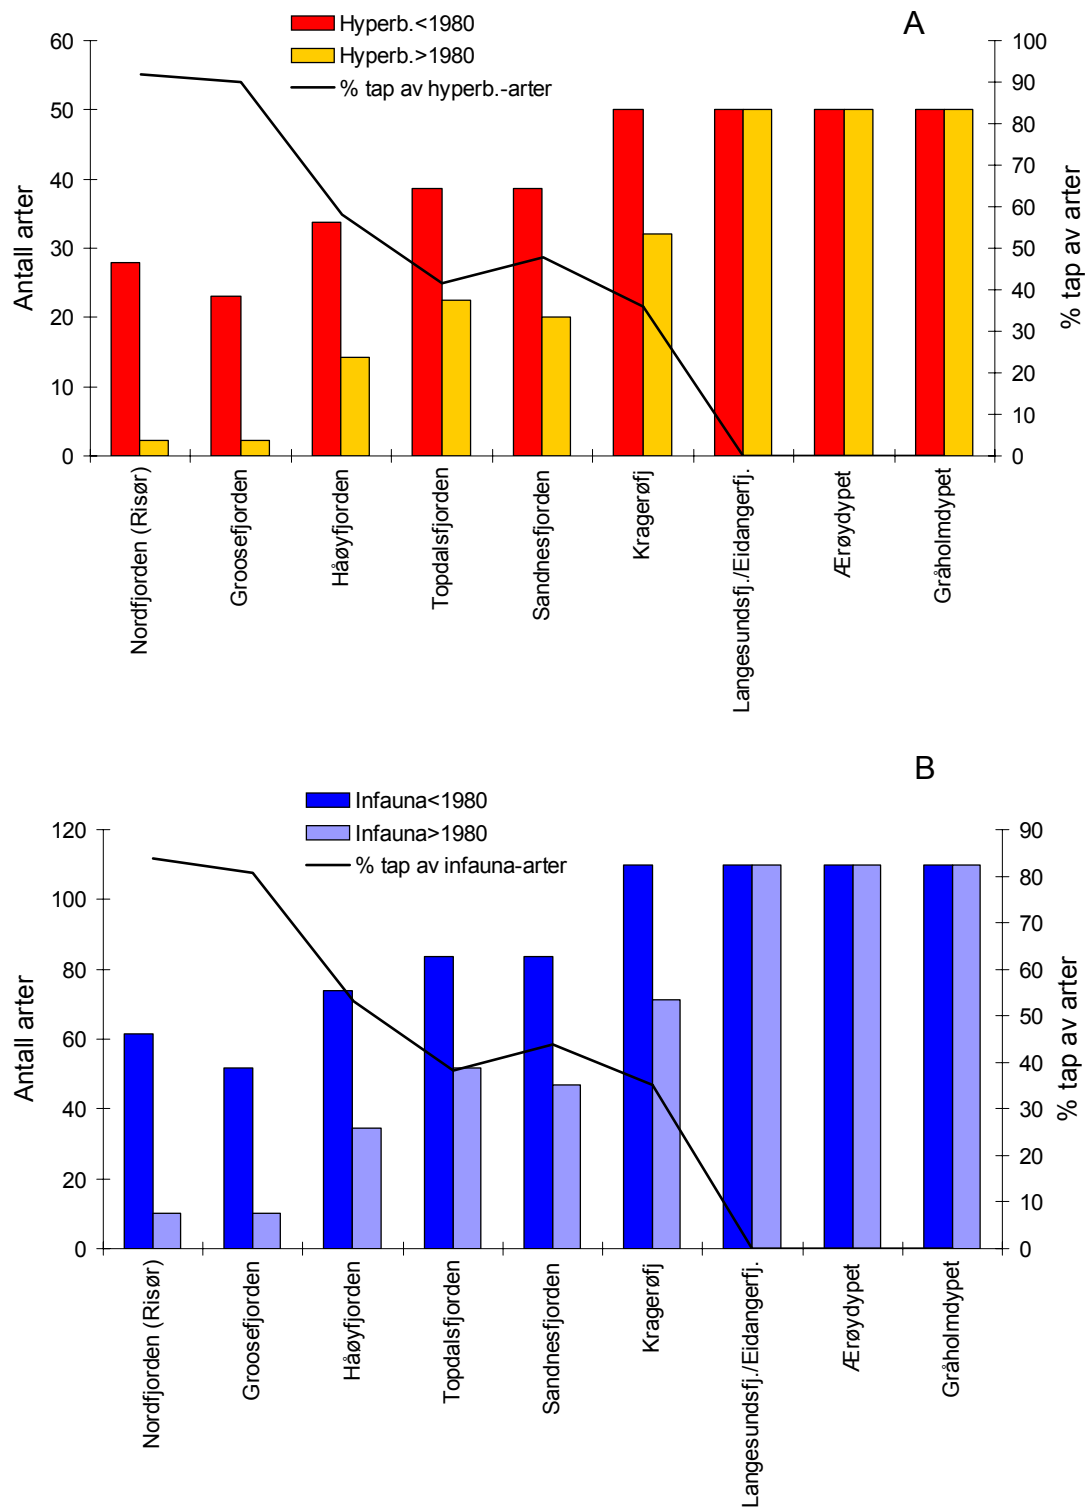 A
Hyperb.<1980
Hyperb.>1980
% tap av hyperb.-arter
60
50
40
30
20
10
0
Antall arter
100
90
80
70
60
50
40
30
20
10
0
% tap av arter
Nordfjorden (Risør)
Groosefjorden
Håøyfjorden
Topdalsfjorden
Sandnesfjorden
Kragerøfj
Langesundsfj./Eidangerfj.
Ærøydypet
Gråholmdypet
B
Infauna<1980
Infauna>1980
% tap av infauna-arter
120
100
80
60
40
20
0
Antall arter
90
80
70
60
50
40
30
20
10
0
% tap av arter
Nordfjorden (Risør)
Groosefjorden
Håøyfjorden
Topdalsfjorden
Sandnesfjorden
Kragerøfj
Langesundsfj./Eidangerfj.
Ærøydypet
Gråholmdypet